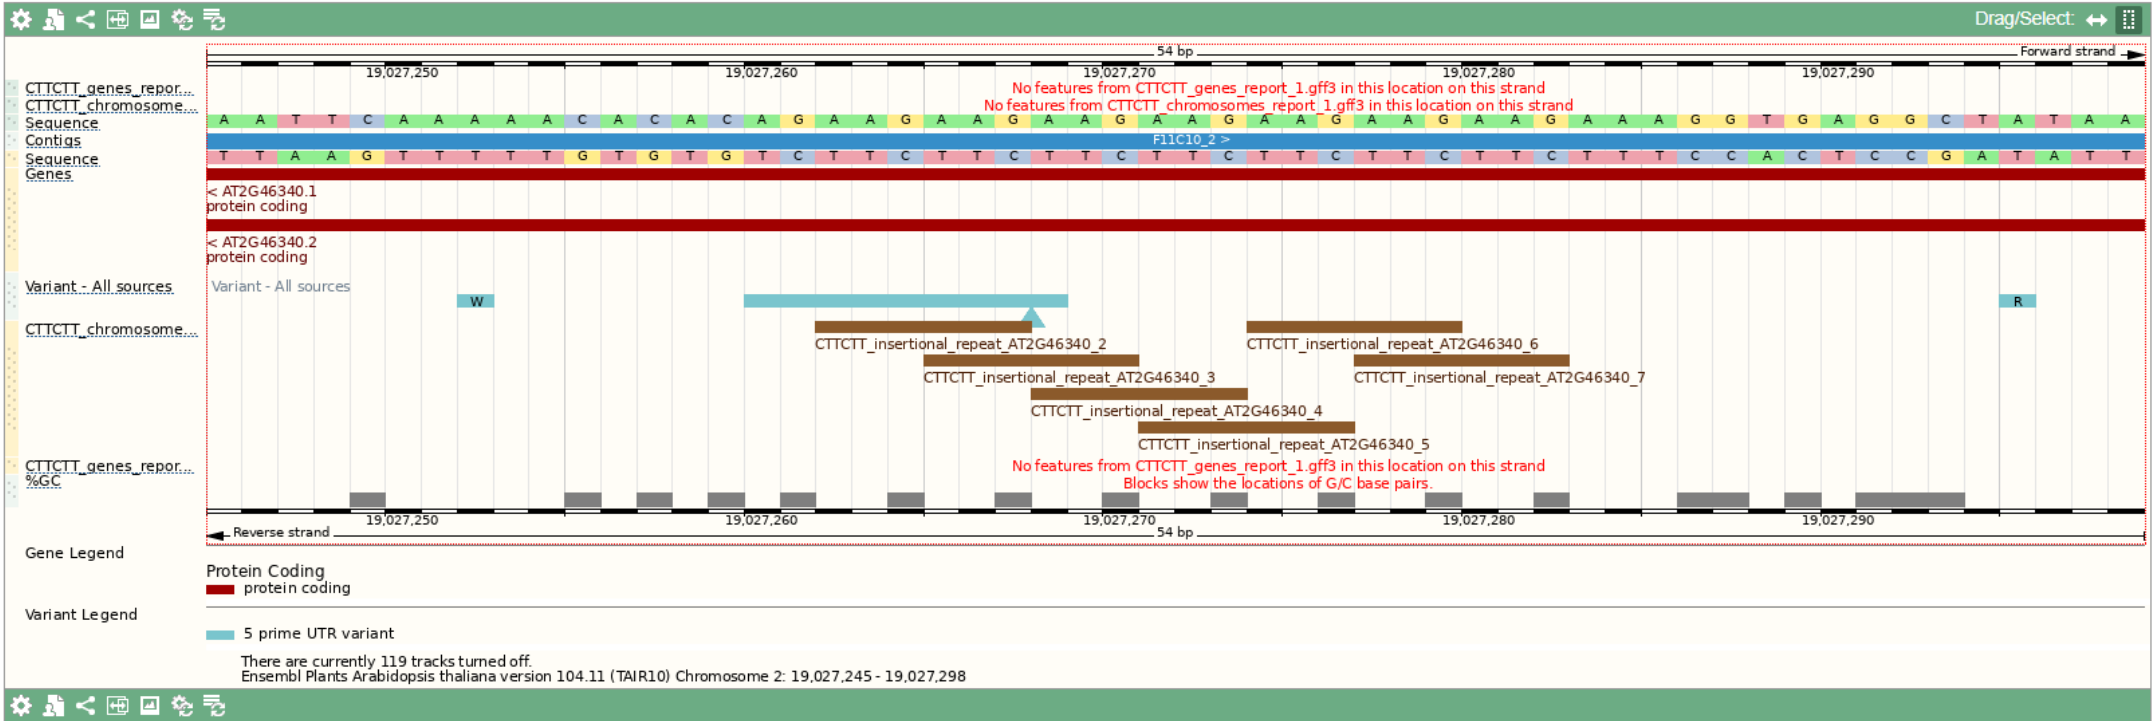 Drag/Select:
54 bp Forward strand
19,027,250 19,027,260 19,027,270 19,027,280 19,027,290
CTTCTT_genes_repor... No features from CTTCTT_genes_report_1.gff3 in this location on this strand
CTTCTT_chromosome... No features from CTTCTT_chromosomes_report_1.gff3 in this location on this strand
Sequence A A T T C A A A A A C A C A C A G A A G A A G A A G A A G A A G A A G A A G A A A G G T G A G G C T A T A A
Contigs F11C10_2 >
Sequence T T A A G T T T T T G T G T G T C T T C T T C T T C T T C T T C T T C T T C T T T C C A C T C C G A T A T T
Genes
< AT2G46340.1
protein coding
< AT2G46340.2
protein coding
Variant - All sources Variant - All sources
W R
CTTCTT_chromosome...
CTTCTT_insertional_repeat_AT2G46340_2 CTTCTT_insertional_repeat_AT2G46340_6
CTTCTT_insertional_repeat_AT2G46340_3 CTTCTT_insertional_repeat_AT2G46340_7
CTTCTT_insertional_repeat_AT2G46340_4
CTTCTT_insertional_repeat_AT2G46340_5
CTTCTT_genes_repor... No features from CTTCTT_genes_report_1.gff3 in this location on this strand
%GC Blocks show the locations of G/C base pairs.
19,027,250 19,027,260 19,027,270 19,027,280 19,027,290
Reverse strand 54 bp
Gene Legend
Protein Coding
protein coding
Variant Legend
5 prime UTR variant
There are currently 119 tracks turned off.
Ensembl Plants Arabidopsis thaliana version 104.11 (TAIR10) Chromosome 2: 19,027,245 - 19,027,298